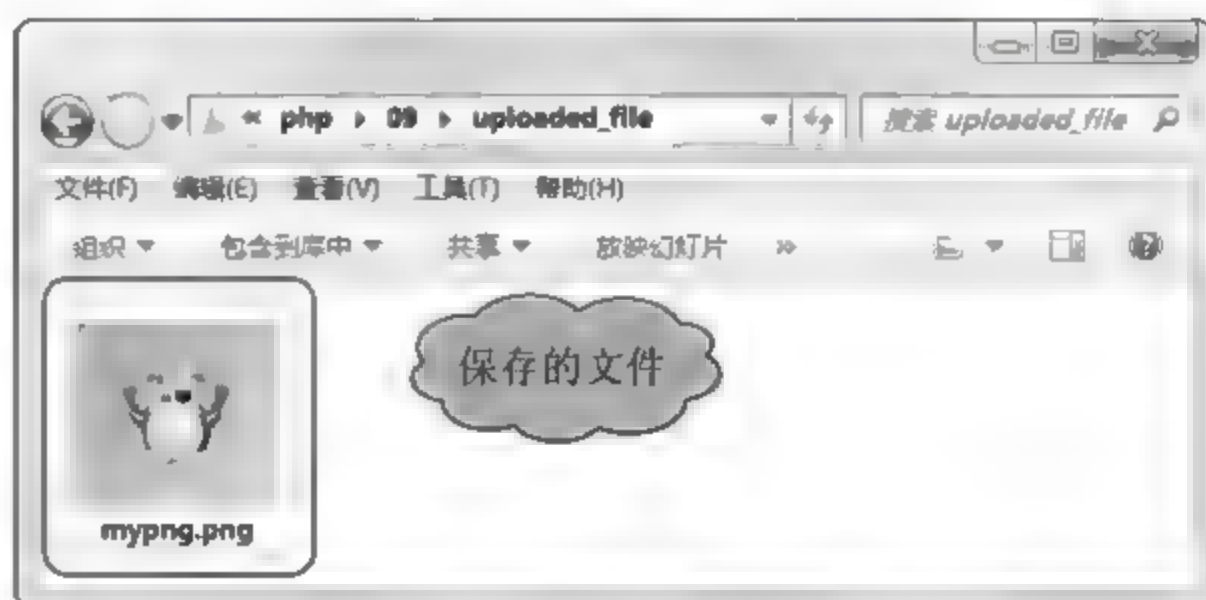 « php ▸ 09 ▸ uploaded_file 搜索 uploaded_file
文件(F) 编辑(E) 查看(V) 工具(T) 帮助(H)
组织 包含到库中 共享 放映幻灯片 »
保存的文件
mypng.png